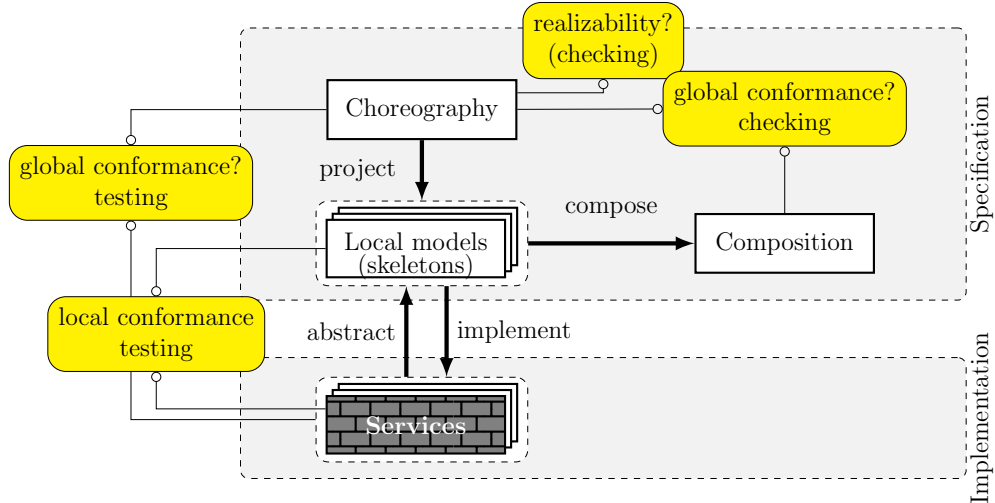 realizability?
(checking)
global conformance?
checking
Choreography
global conformance?
testing
project
compose
Local models
(skeletons)
Composition
Specification
local conformance
testing
abstract
implement
Services
Implementation